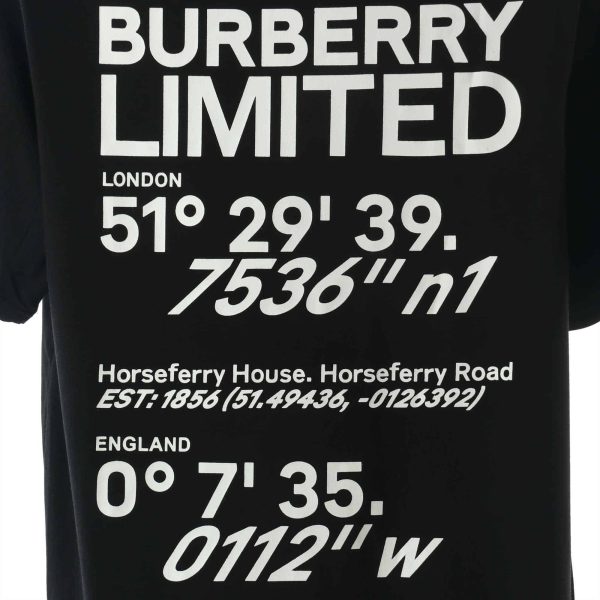 BURBERRY
LIMITED
LONDON
51° 29' 39.
7536" n1
Horseferry House. Horseferry Road
EST: 1856 (51.49436, -0126392)
ENGLAND
0° 7' 35.
0112" w